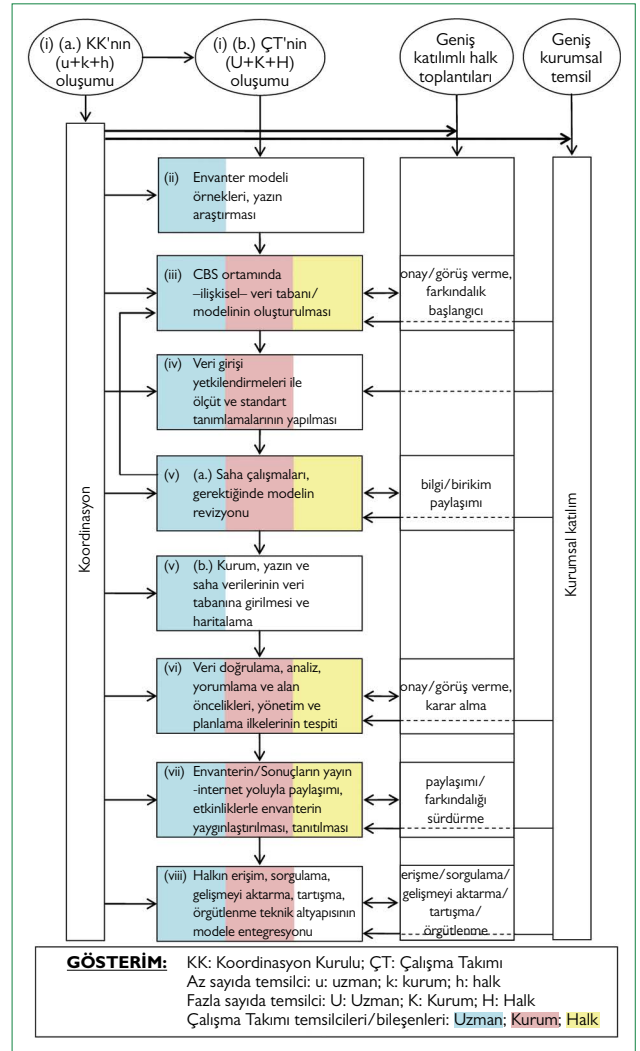 (i) (a.) KK'nın
(u+k+h)
oluşumu
(i) (b.) ÇT'nin
(U+K+H)
oluşumu
Geniş
katılımlı halk
toplantıları
Geniş
kurumsal
temsil
Koordinasyon
(ii) Envanter modeli
örnekleri, yazın
araştırması
(iii) CBS ortamında
–ilişkisel– veri tabanı/
modelinin oluşturulması
onay/görüş verme,
farkındalık
başlangıcı
(iv) Veri girişi
yetkilendirmeleri ile
ölçüt ve standart
tanımlamalarının yapılması
(v) (a.) Saha çalışmaları,
gerektiğinde modelin
revizyonu
bilgi/birikim
paylaşımı
(v) (b.) Kurum, yazın ve
saha verilerinin veri
tabanına girilmesi ve
haritalama
(vi) Veri doğrulama, analiz,
yorumlama ve alan
öncelikleri, yönetim ve
planlama ilkelerinin tespiti
onay/görüş verme,
karar alma
(vii) Envanterin/Sonuçların yayın
-internet yoluyla paylaşımı,
etkinliklerle envanterin
yaygınlaştırılması, tanıtılması
paylaşımı/
farkındalığı
sürdürme
(viii) Halkın erişim, sorgulama,
gelişmeyi aktarma, tartışma,
örgütlenme teknik altyapısının
modele entegresyonu
erişme/sorgulama/
gelişmeyi aktarma/
tartışma/
örgütlenme
Kurumsal katılım
GÖSTERİM: KK: Koordinasyon Kurulu; ÇT: Çalışma Takımı
Az sayıda temsilci: u: uzman; k: kurum; h: halk
Fazla sayıda temsilci: U: Uzman; K: Kurum; H: Halk
Çalışma Takımı temsilcileri/bileşenleri: Uzman; Kurum; Halk